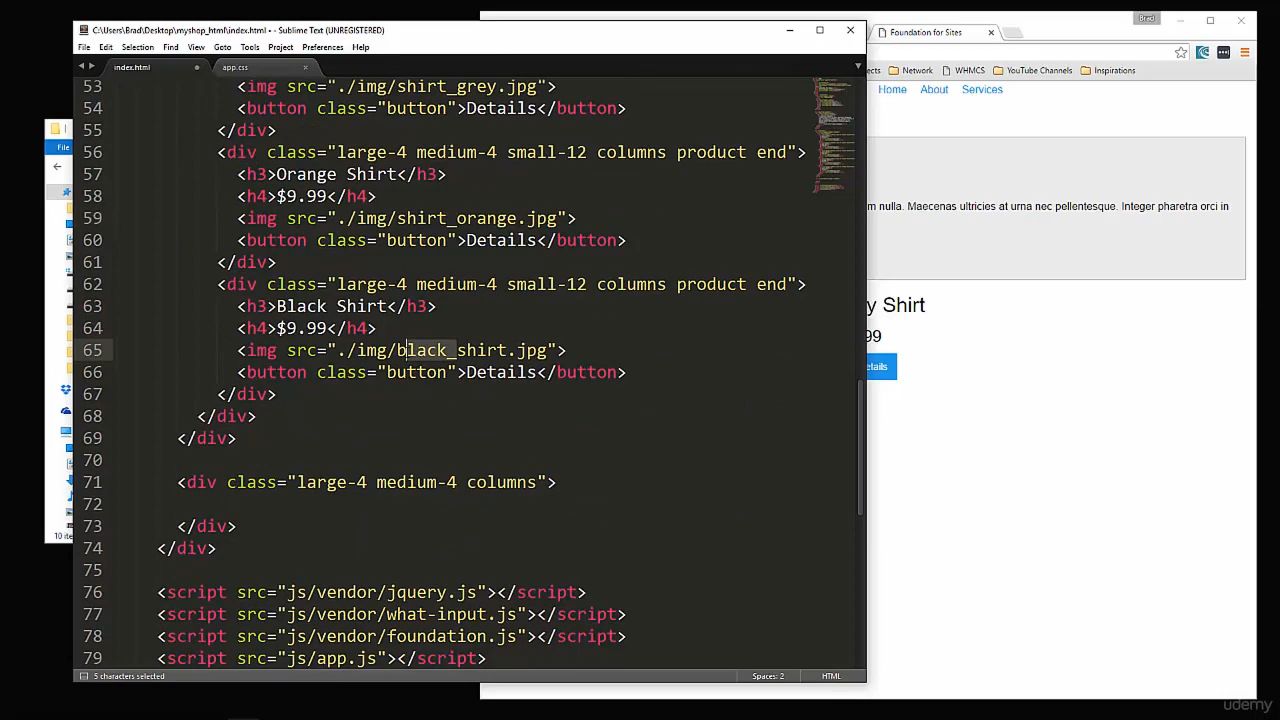 C:\Users\Brad\Desktop\myshop_html\index.html • - Sublime Text (UNREGISTERED)
File Edit Selection Find View Goto Tools Project Preferences Help
index.html
app.css
53 <img src="./img/shirt_grey.jpg">
54 <button class="button">Details</button>
55 </div>
56 <div class="large-4 medium-4 small-12 columns product end">
57 <h3>Orange Shirt</h3>
58 <h4>$9.99</h4>
59 <img src="./img/shirt_orange.jpg">
60 <button class="button">Details</button>
61 </div>
62 <div class="large-4 medium-4 small-12 columns product end">
63 <h3>Black Shirt</h3>
64 <h4>$9.99</h4>
65 <img src="./img/black_shirt.jpg">
66 <button class="button">Details</button>
67 </div>
68 </div>
69 </div>
70
71 <div class="large-4 medium-4 columns">
72
73 </div>
74 </div>
75
76 <script src="js/vendor/jquery.js"></script>
77 <script src="js/vendor/what-input.js"></script>
78 <script src="js/vendor/foundation.js"></script>
79 <script src="js/app.js"></script>
5 characters selected
Spaces: 2
HTML
File
10 ite
Brad
Foundation for Sites
ects Network WHMCS YouTube Channels Inspirations
Home About Services
m nulla. Maecenas ultricies at urna nec pellentesque. Integer pharetra orci in
y Shirt
99
etails
udemy